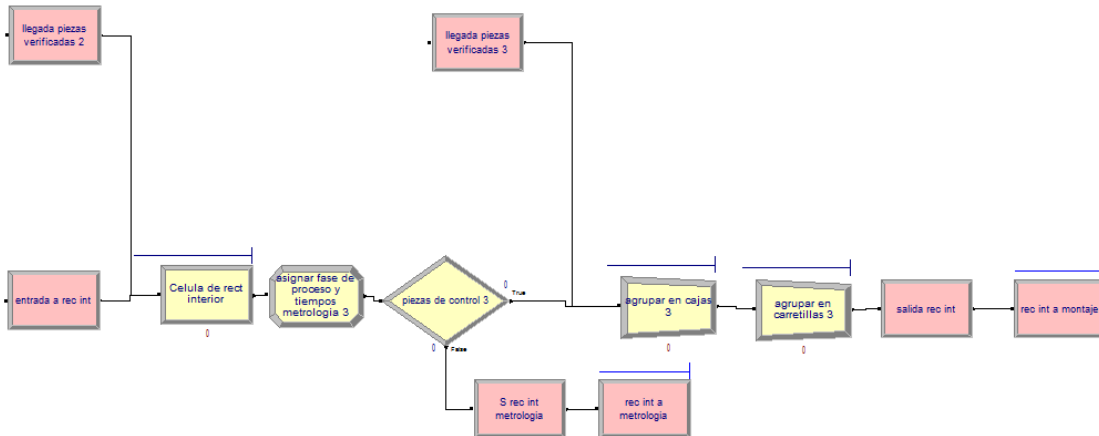 llegada piezas
verificadas 2
llegada piezas
verificadas 3
entrada a rec int
Celula de rect
interior
0
asignar fase de
proceso y
tiempos
metrologia 3
piezas de control 3
0
True
0
False
agrupar en cajas
3
0
agrupar en
carretillas 3
0
salida rec int
rec int a montaje
S rec int
metrologia
rec int a
metrologia